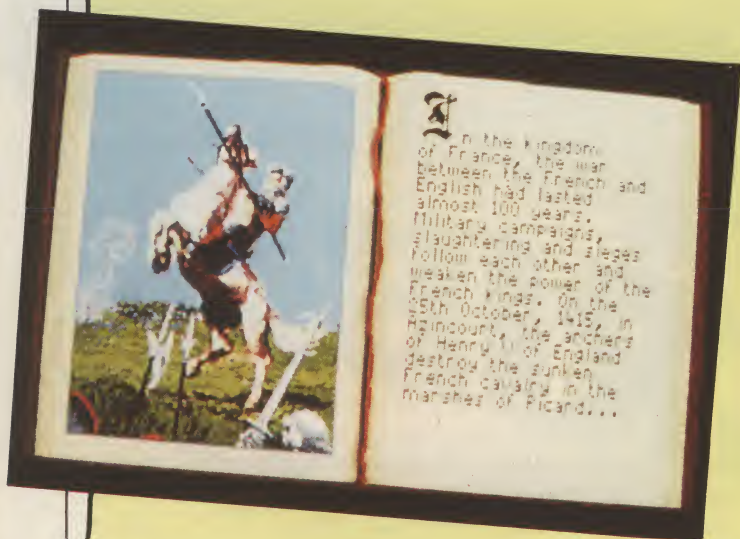 In the kingdom
of France, the war
between the French and
English had lasted
almost 100 years.
Military campaigns,
slaughtering and sieges
follow each other and
weaken the power of the
French kings. On the
25th October, 1415, in
the archers
of Henry V of England
destroy the sunken
French cavalry in the
marshes of Picard...